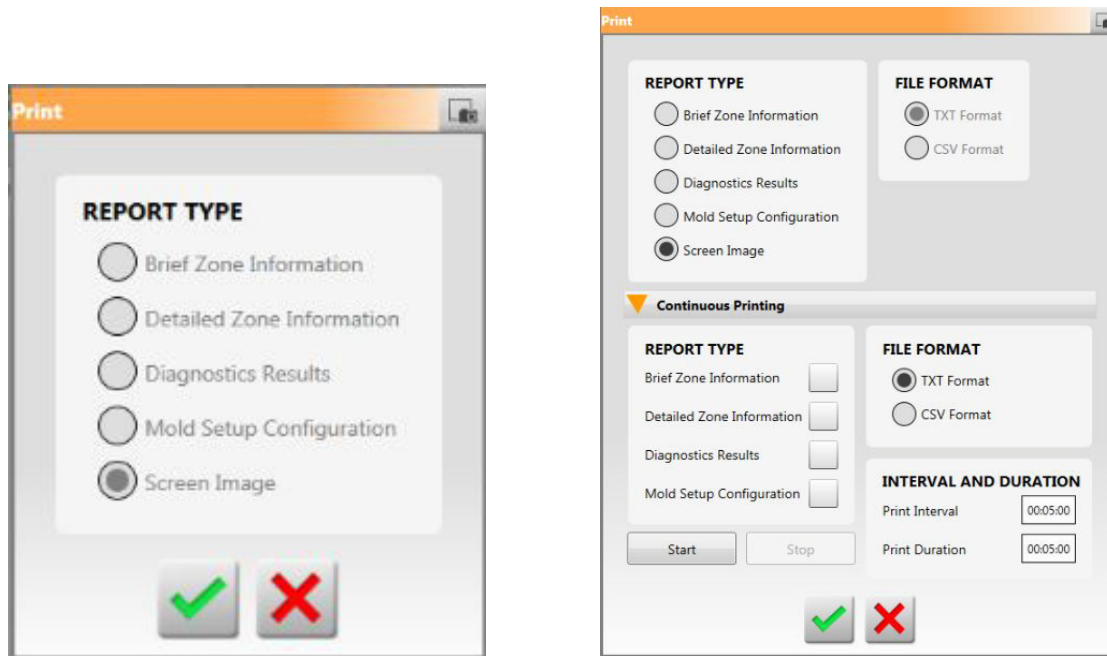 Print
REPORT TYPE
Brief Zone Information
Detailed Zone Information
Diagnostics Results
Mold Setup Configuration
Screen Image
Print
REPORT TYPE
Brief Zone Information
Detailed Zone Information
Diagnostics Results
Mold Setup Configuration
Screen Image
FILE FORMAT
TXT Format
CSV Format
Continuous Printing
REPORT TYPE
Brief Zone Information
Detailed Zone Information
Diagnostics Results
Mold Setup Configuration
Start Stop
FILE FORMAT
TXT Format
CSV Format
INTERVAL AND DURATION
Print Interval 00:05:00
Print Duration 00:05:00